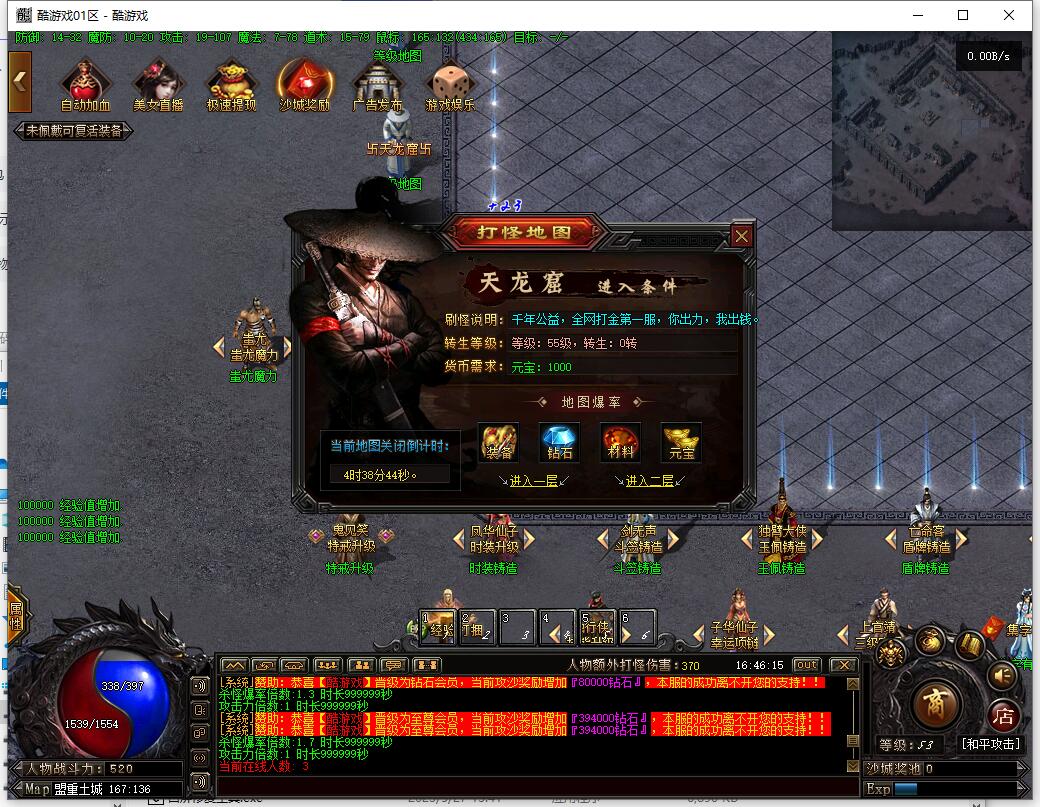 酷游戏01区 - 酷游戏
防御: 14-32 魔防: 10-20 攻击: 19-107 魔法: 7-78 道术: 15-79 鼠标: 165:132(434:165) 目标: -/-
等级地图
0.00B/s
自动加血
美女直播
极速提现
沙城奖励
广告发布
游戏娱乐
未佩戴可复活装备
卐天龙窟卐
地图
打怪地图
天龙窟 进入条件
刷怪说明: 千年公益，全网打金第一服，你出力，我出钱。
转生等级: 等级: 55级，转生: 0转
货币需求: 元宝: 1000
地图爆率
装备
钻石
材料
元宝
进入一层
进入二层
当前地图关闭倒计时:
4时38分44秒。
蚩尤
蚩尤魔力
蚩尤魔力
100000 经验值增加
100000 经验值增加
100000 经验值增加
鬼见笑
特戒升级
特戒升级
风华仙子
时装升级
时装铸造
剑无声
斗笠铸造
斗笠铸造
独臂大侠
玉佩铸造
玉佩铸造
亡命客
盾牌铸造
盾牌铸造
属性
1
经验
2
3
4
5
6
子华仙子
幸运项链
上官清
集字
338/397
1539/1554
人物额外打怪伤害:370
16:46:15
out
[系统]赞助: 恭喜【酷游戏】晋级为钻石会员，当前攻沙奖励增加『80000钻石』，本服的成功离不开您的支持！！
杀怪爆率倍数:1.3 时长999999秒
攻击力倍数:1 时长999999秒
[系统]赞助: 恭喜【酷游戏】晋级为至尊会员，当前攻沙奖励增加『394000钻石』，本服的成功离不开您的支持！！
[系统]赞助: 恭喜【酷游戏】晋级为至尊会员，当前攻沙奖励增加『394000钻石』，本服的成功离不开您的支持！！
杀怪爆率倍数:1.7 时长999999秒
攻击力倍数:1 时长999999秒
当前在线人数: 3
商
店
等级: 53
[和平攻击]
人物战斗力: 520
沙城奖池 0
Map 盟重土城 167:136
Exp